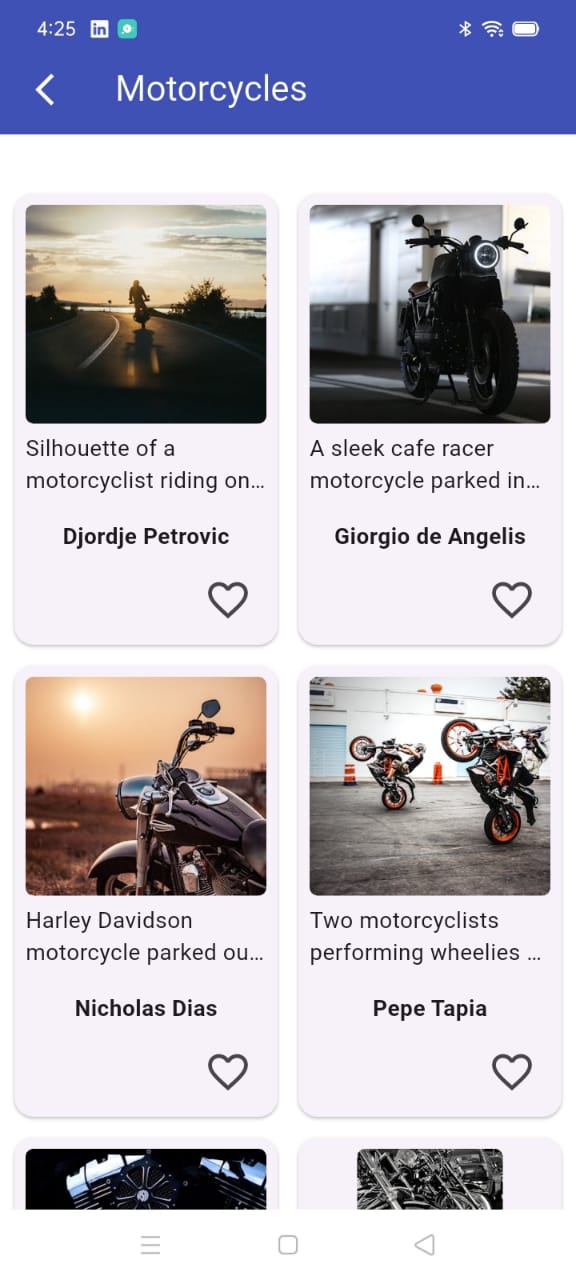 4:25
Motorcycles
Silhouette of a
motorcyclist riding on...
Djordje Petrovic
A sleek cafe racer
motorcycle parked in...
Giorgio de Angelis
Harley Davidson
motorcycle parked ou...
Nicholas Dias
Two motorcyclists
performing wheelies ...
Pepe Tapia